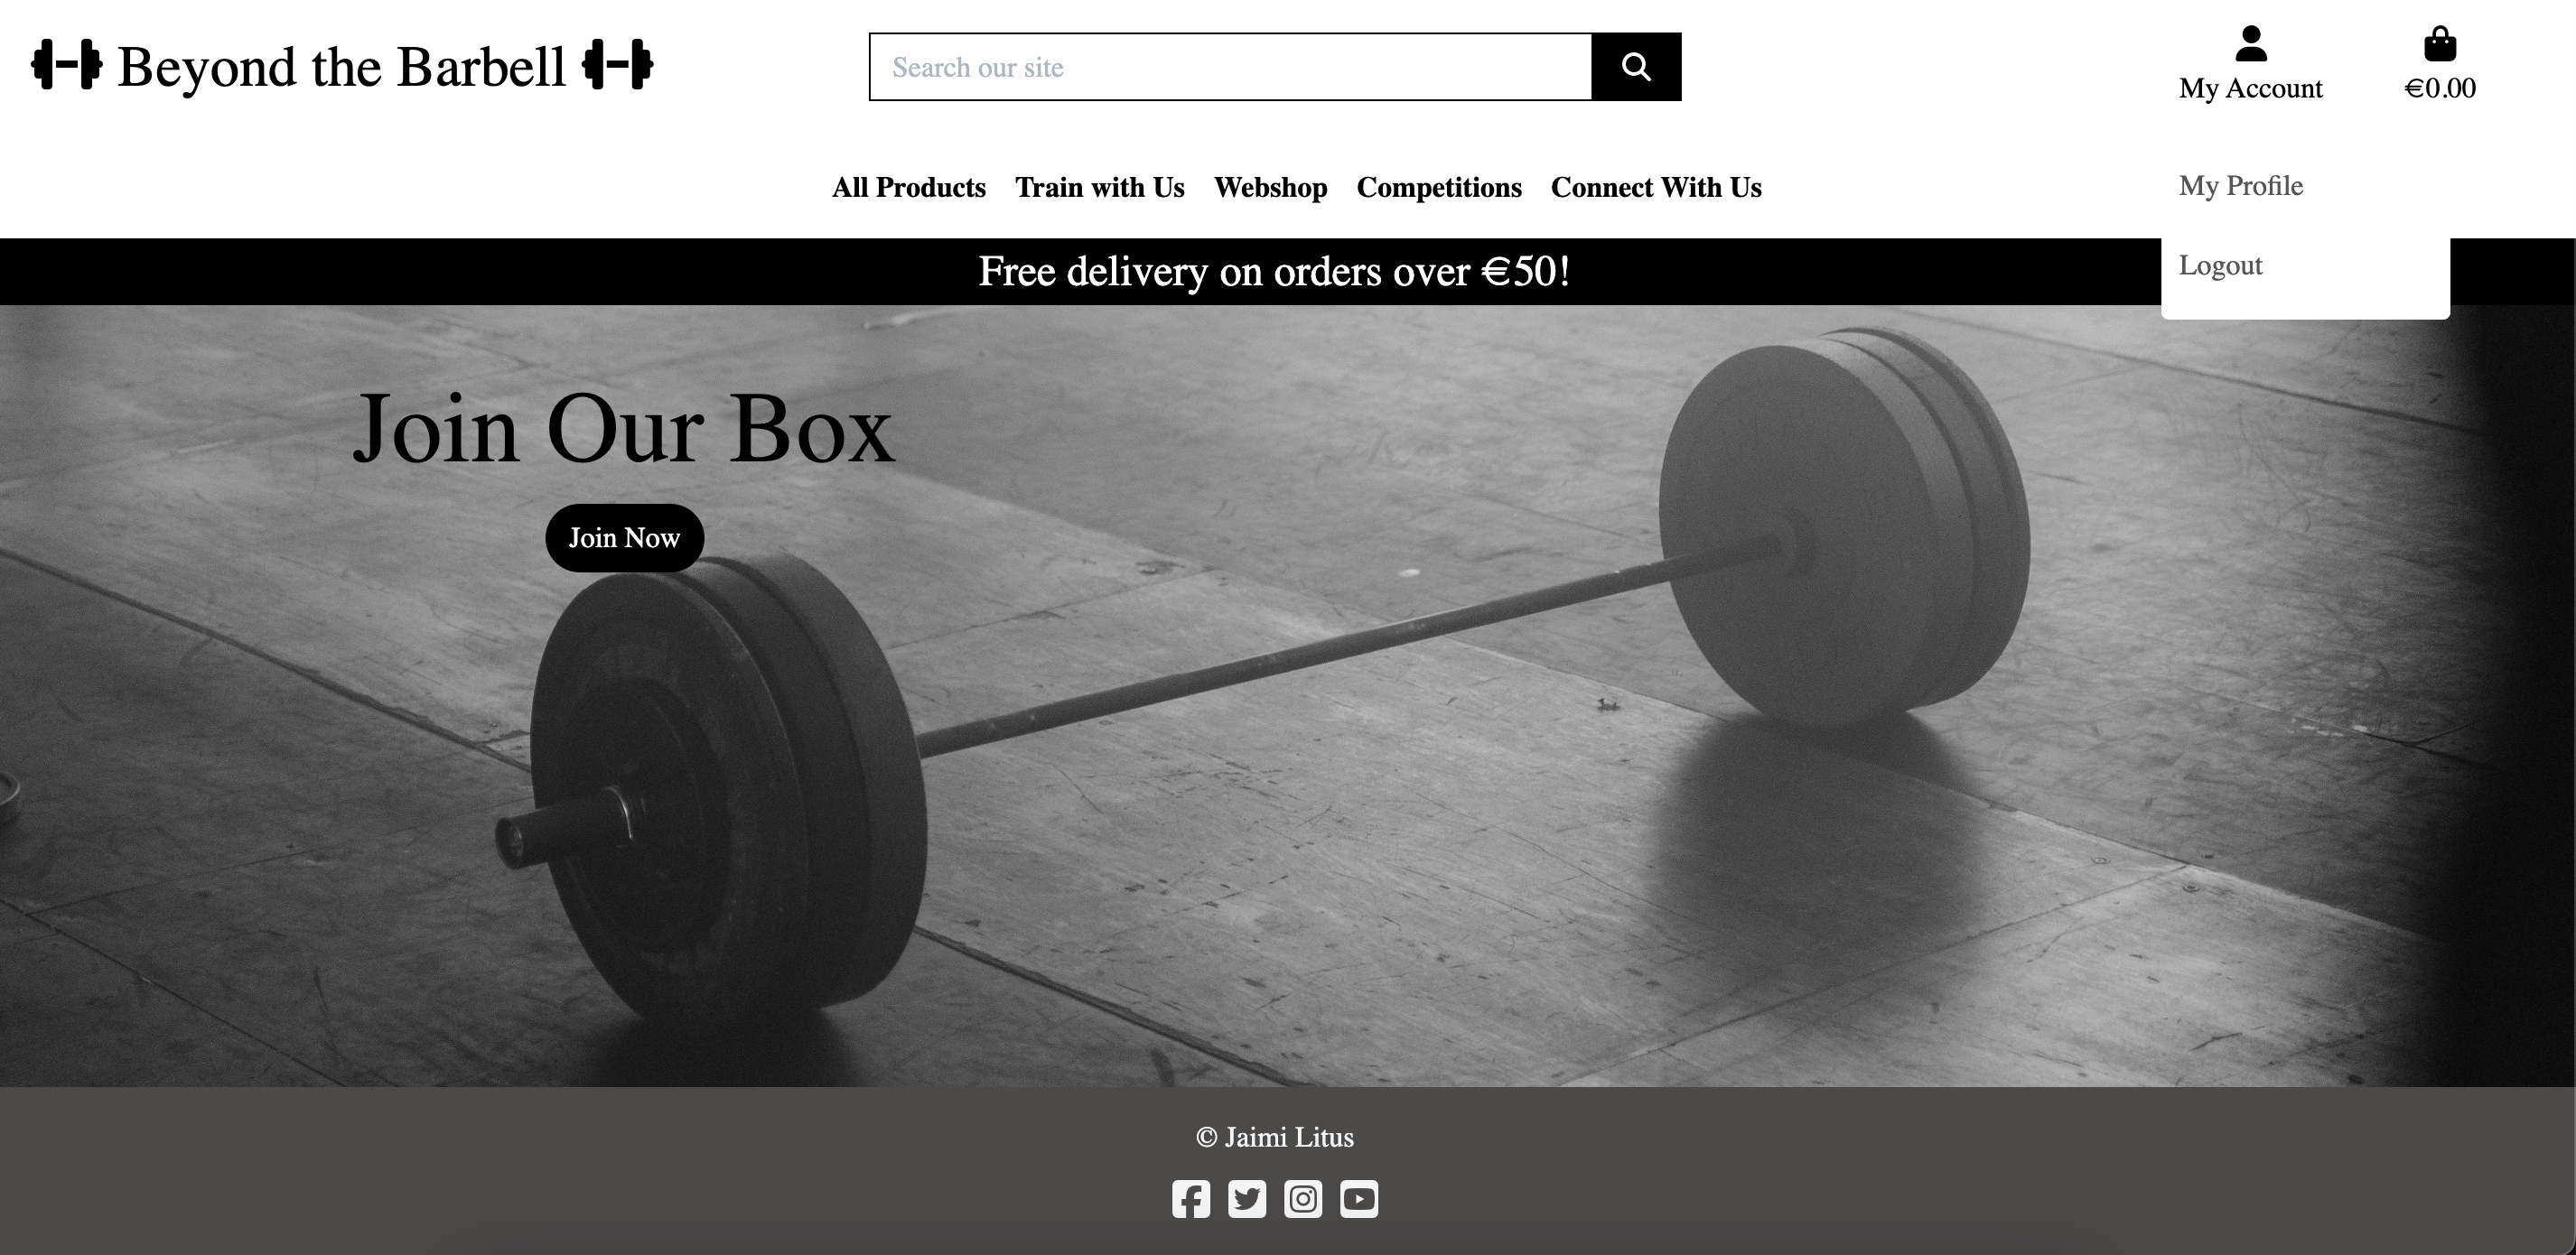 Beyond the Barbell
Search our site
My Account
€0.00
All Products Train with Us Webshop Competitions Connect With Us
My Profile
Logout
Free delivery on orders over €50!
Join Our Box
Join Now
© Jaimi Litus